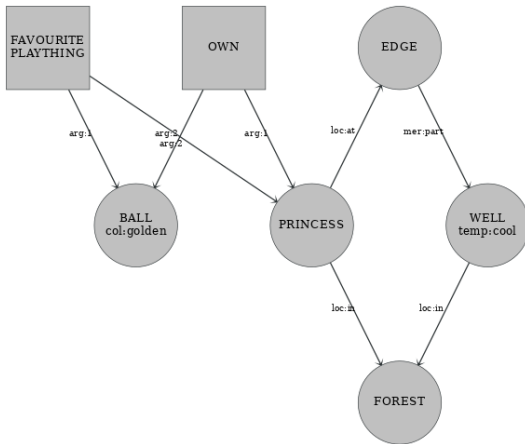 FAVOURITE
PLAYTHING
OWN
EDGE
arg:1
arg:2
arg:2
arg:1
loc:at
mer:part
BALL
col:golden
PRINCESS
WELL
temp:cool
loc:in
loc:in
FOREST